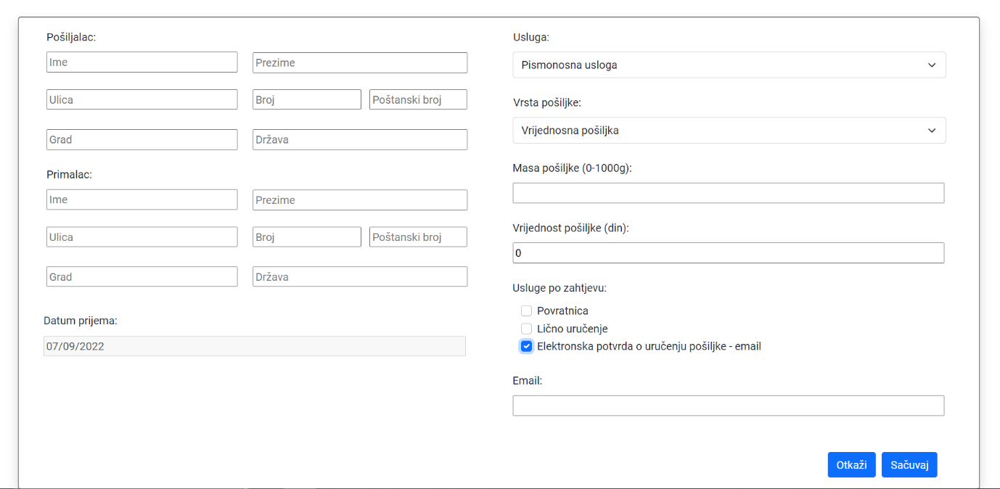 Pošiljalac:
Ime
Prezime
Ulica
Broj
Poštanski broj
Grad
Država
Primalac:
Ime
Prezime
Ulica
Broj
Poštanski broj
Grad
Država
Datum prijema:
07/09/2022
Usluga:
Pismonosna usloga
Vrsta pošiljke:
Vrijednosna pošiljka
Masa pošiljke (0-1000g):
Vrijednost pošiljke (din):
0
Usluge po zahtjevu:
Povratnica
Lično uručenje
Elektronska potvrda o uručenju pošiljke - email
Email:
Otkaži
Sačuvaj